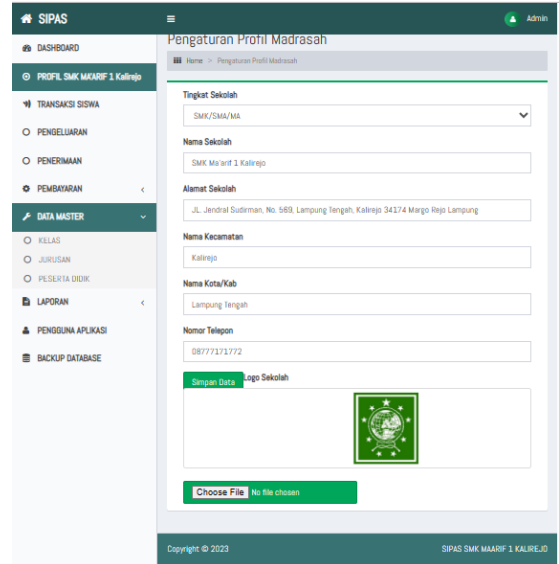 SIPAS
Admin
DASHBOARD
PROFIL SMK MA'ARIF 1 Kalirejo
TRANSAKSI SISWA
PENGELUARAN
PENERIMAAN
PEMBAYARAN
DATA MASTER
KELAS
JURUSAN
PESERTA DIDIK
LAPORAN
PENGGUNA APLIKASI
BACKUP DATABASE
Pengaturan Profil Madrasah
Home > Pengaturan Profil Madrasah
Tingkat Sekolah
SMK/SMA/MA
Nama Sekolah
SMK Ma'arif 1 Kalirejo
Alamat Sekolah
JL. Jendral Sudirman, No. 569, Lampung Tengah, Kalirejo 34174 Margo Rejo Lampung
Nama Kecamatan
Kalirejo
Nama Kota/Kab
Lampung Tengah
Nomor Telepon
08777171772
Simpan Data Logo Sekolah
Choose File No file chosen
Copyright © 2023
SIPAS SMK MAARIF 1 KALIREJO